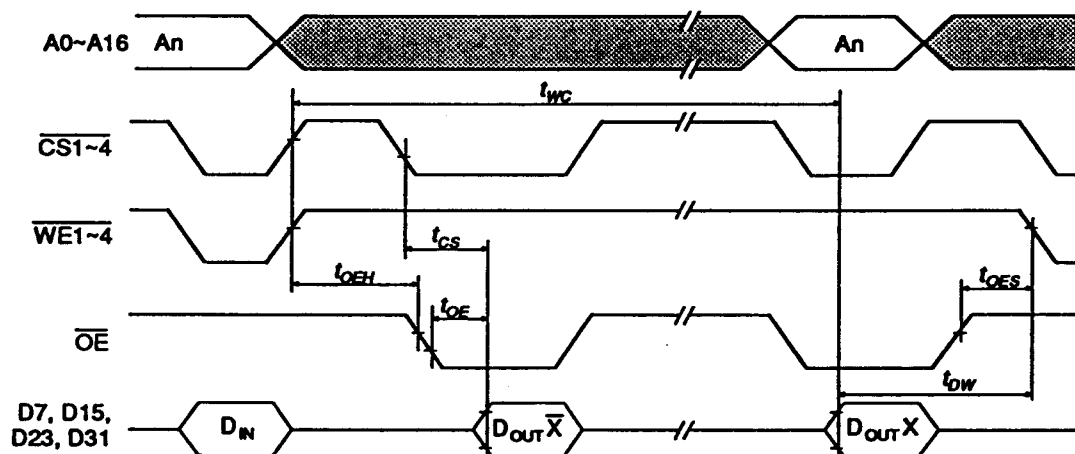 A0~A16 An An
tWC
CS1~4
WE1~4
tCS
tOEH
tOES
tOE
OE
tDW
D7, D15,
D23, D31
DIN DOUT X̅ DOUT X